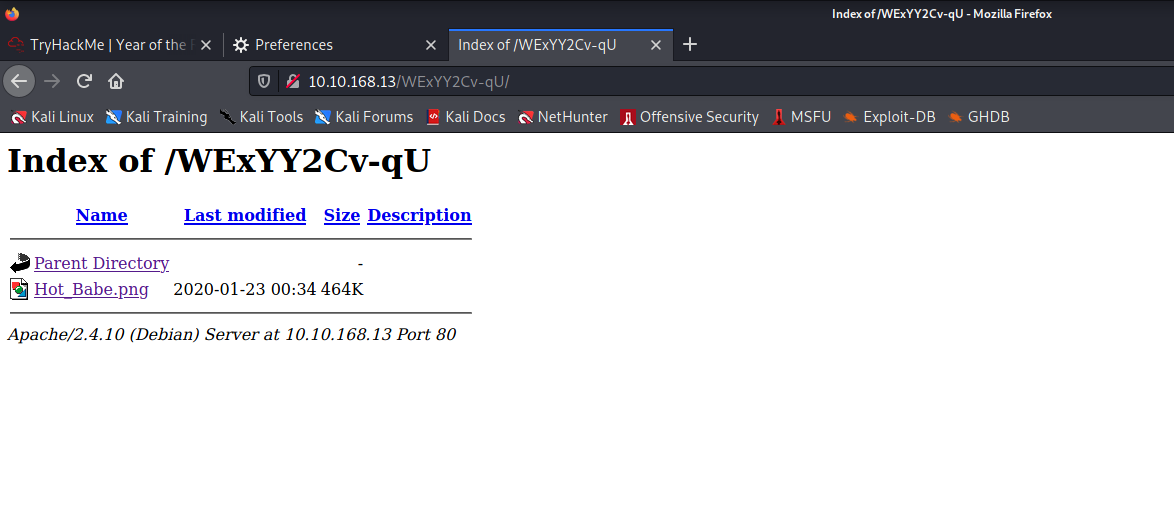 Index of /WExYY2Cv-qU - Mozilla Firefox
TryHackMe | Year of the
Preferences
Index of /WExYY2Cv-qU
10.10.168.13/WExYY2Cv-qU/
Kali Linux Kali Training Kali Tools Kali Forums Kali Docs NetHunter Offensive Security MSFU Exploit-DB GHDB
Index of /WExYY2Cv-qU
Name Last modified Size Description
Parent Directory -
Hot_Babe.png 2020-01-23 00:34 464K
Apache/2.4.10 (Debian) Server at 10.10.168.13 Port 80